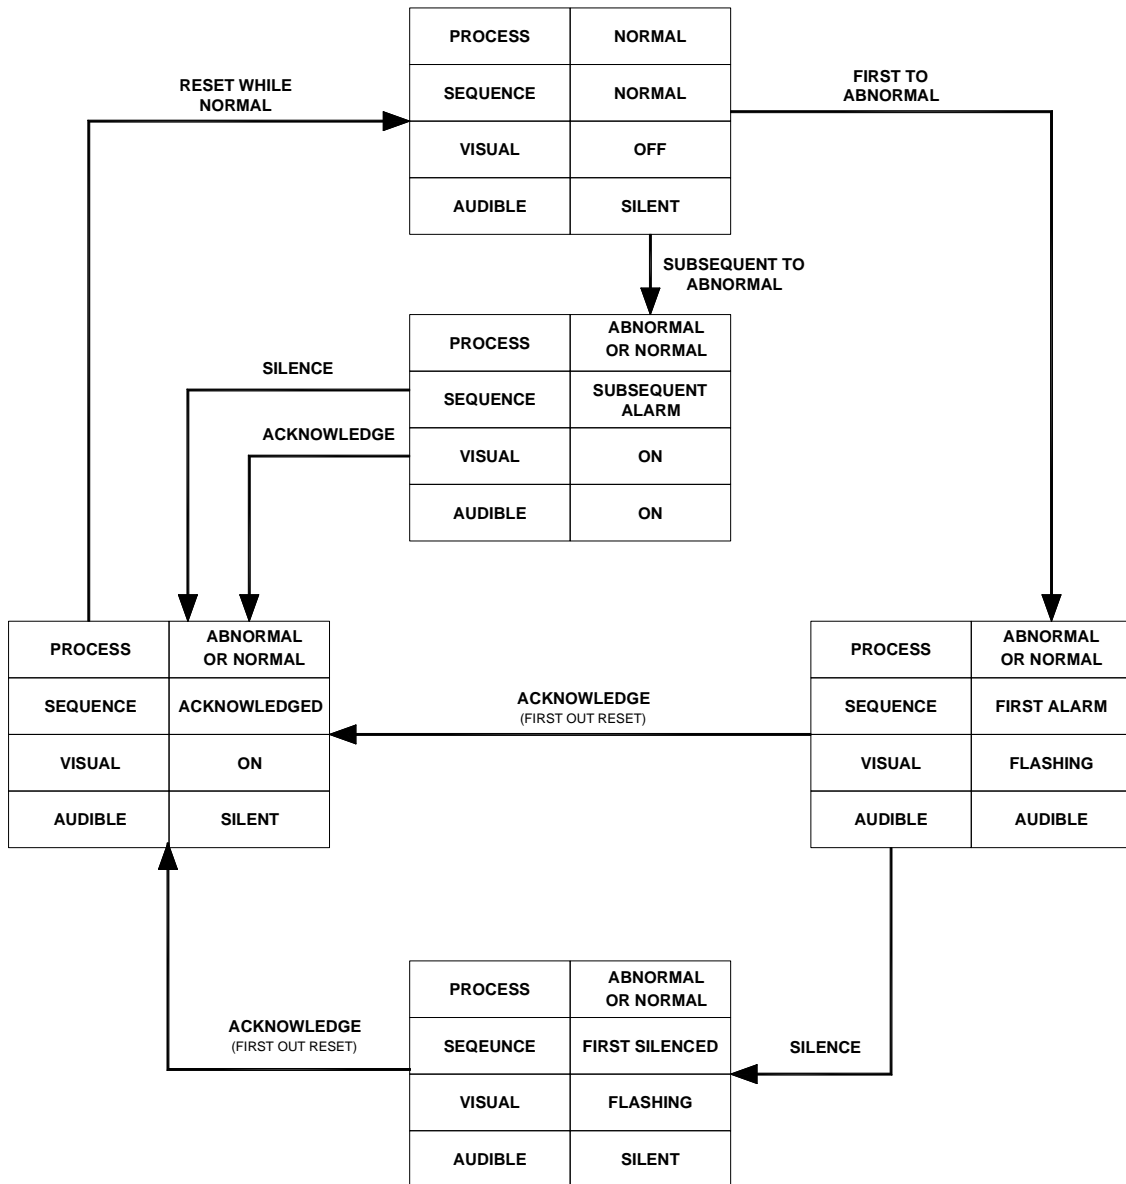 PROCESS NORMAL
RESET WHILE
NORMAL
FIRST TO
ABNORMAL
SEQUENCE NORMAL
VISUAL OFF
AUDIBLE SILENT
SUBSEQUENT TO
ABNORMAL
PROCESS ABNORMAL
OR NORMAL
SILENCE
SEQUENCE SUBSEQUENT
ALARM
ACKNOWLEDGE
VISUAL ON
AUDIBLE ON
PROCESS ABNORMAL
OR NORMAL
SEQUENCE ACKNOWLEDGED
VISUAL ON
AUDIBLE SILENT
ACKNOWLEDGE
(FIRST OUT RESET)
PROCESS ABNORMAL
OR NORMAL
SEQUENCE FIRST ALARM
VISUAL FLASHING
AUDIBLE AUDIBLE
PROCESS ABNORMAL
OR NORMAL
ACKNOWLEDGE
(FIRST OUT RESET)
SEQEUNCE FIRST SILENCED
SILENCE
VISUAL FLASHING
AUDIBLE SILENT